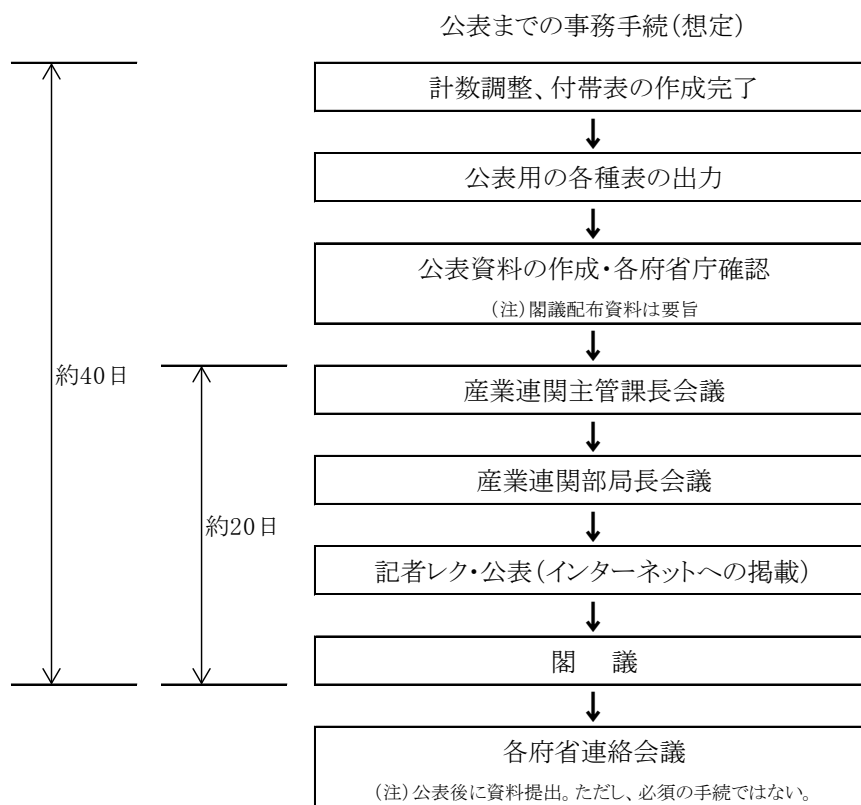 公表までの事務手続(想定)
計数調整、付帯表の作成完了
公表用の各種表の出力
公表資料の作成・各府省庁確認
(注)閣議配布資料は要旨
約40日
産業連関主管課長会議
産業連関部局長会議
約20日
記者レク・公表(インターネットへの掲載)
閣 議
各府省連絡会議
(注)公表後に資料提出。ただし、必須の手続ではない。